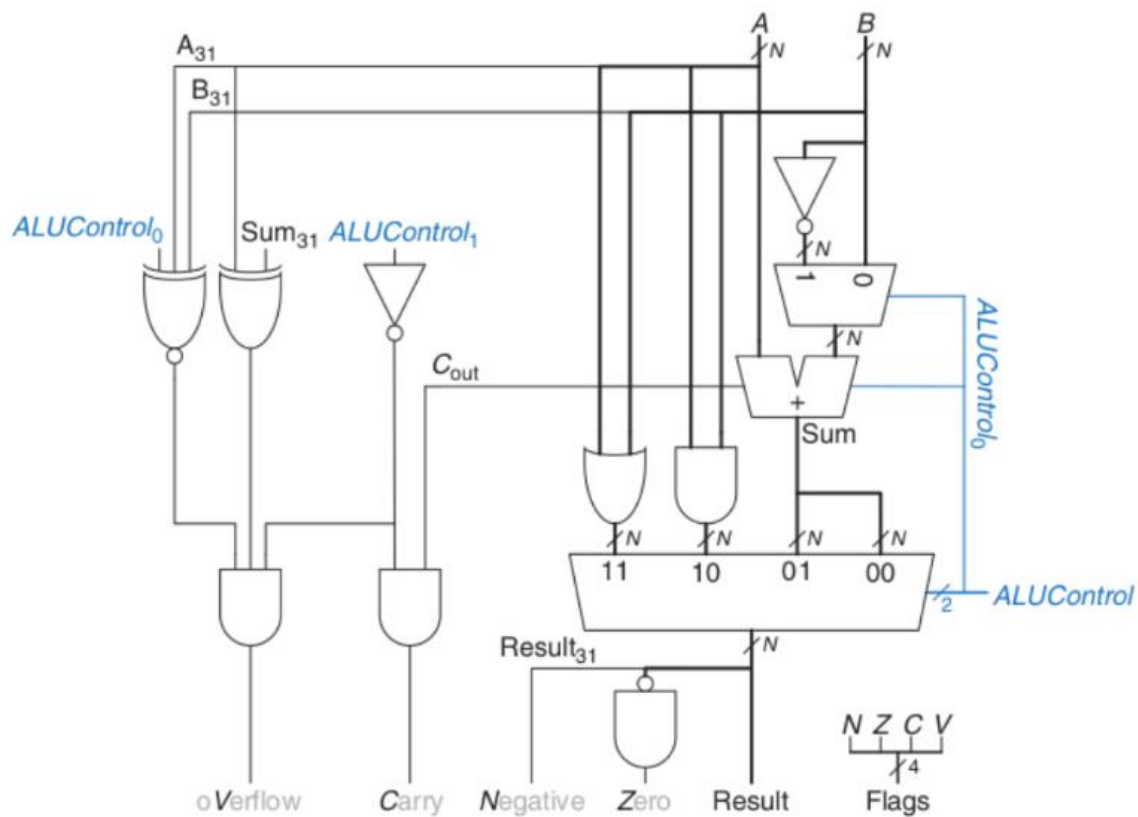 A B
N N
A31
B31
ALUControl0 Sum31 ALUControl1
N
1 0
N
Cout
+
Sum
ALUControl0
N N N N
11 10 01 00
2 ALUControl
N
Result31
N Z C V
4
oVerflow Carry Negative Zero Result Flags